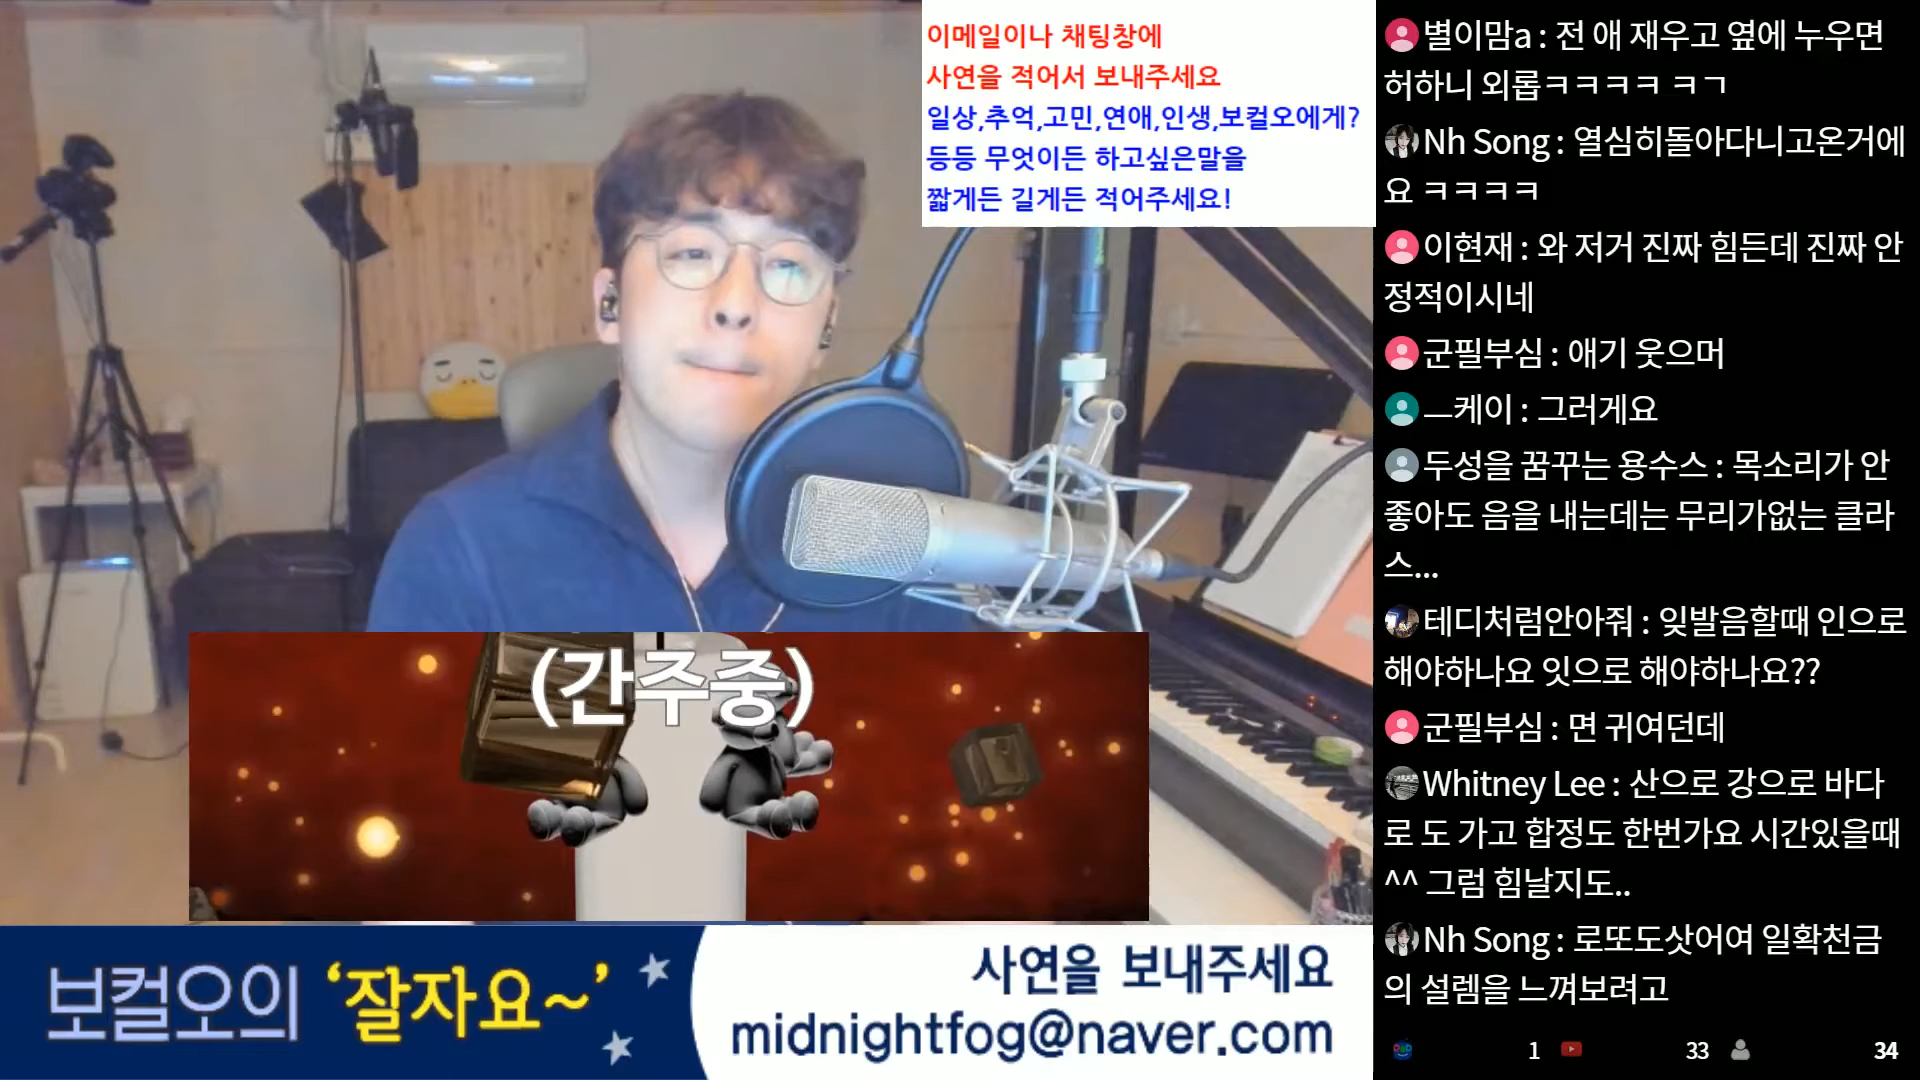 이메일이나 채팅창에
사연을 적어서 보내주세요
일상,추억,고민,연애,인생,보컬오에게?
등등 무엇이든 하고싶은말을
짧게든 길게든 적어주세요!
(간주중)
보컬오의 ‘잘자요~’
사연을 보내주세요
midnightfog@naver.com
별이맘a : 전 애 재우고 옆에 누우면
허하니 외롭ㅋㅋㅋㅋ ㅋㄱ
Nh Song : 열심히돌아다니고온거에
요 ㅋㅋㅋㅋ
이현재 : 와 저거 진짜 힘든데 진짜 안
정적이시네
군필부심 : 애기 웃으머
ㅡ케이 : 그러게요
두성을 꿈꾸는 용수스 : 목소리가 안
좋아도 음을 내는데는 무리가없는 클라
스...
테디처럼안아줘 : 잊발음할때 인으로
해야하나요 잇으로 해야하나요??
군필부심 : 면 귀여던데
Whitney Lee : 산으로 강으로 바다
로 도 가고 합정도 한번가요 시간있을때
^^ 그럼 힘날지도..
Nh Song : 로또도삿어여 일확천금
의 설렘을 느껴보려고
1 33 34